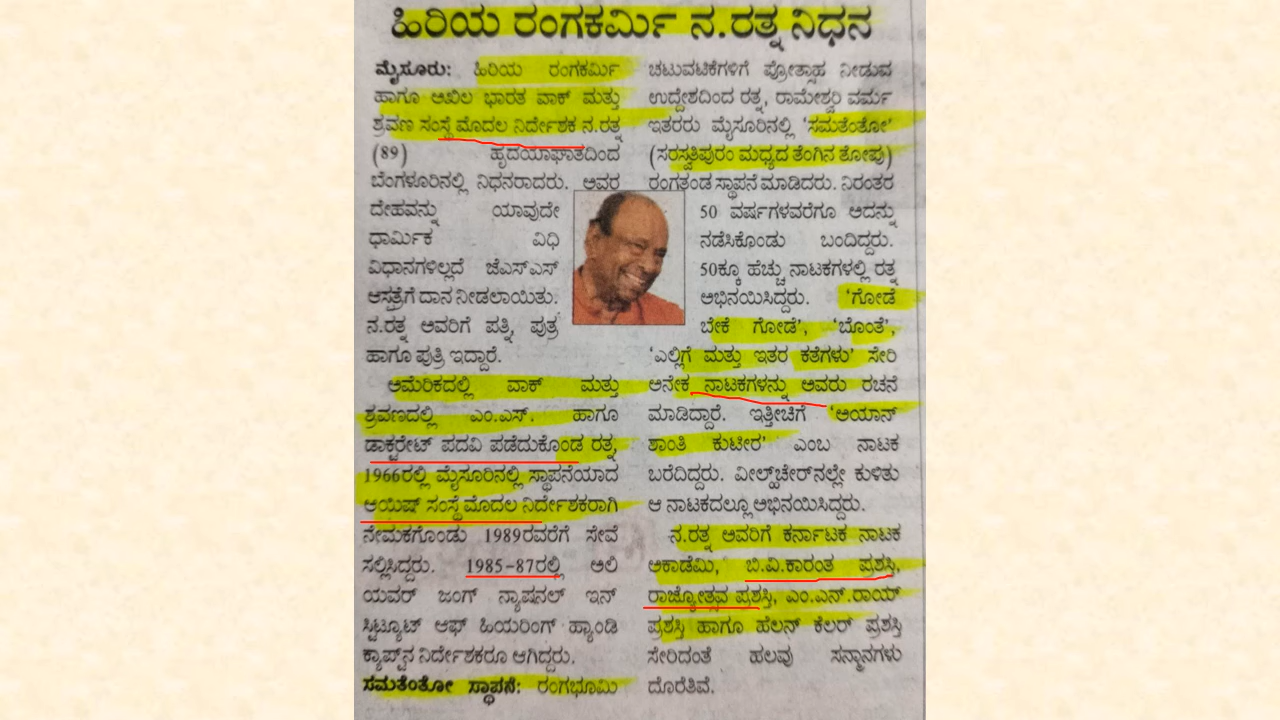 ಹಿರಿಯ ರಂಗಕರ್ಮಿ ನ.ರತ್ನ ನಿಧನ
ಮೈಸೂರು: ಹಿರಿಯ ರಂಗಕರ್ಮಿ
ಹಾಗೂ ಅಖಿಲ ಭಾರತ ವಾಕ್ ಮತ್ತು
ಶ್ರವಣ ಸಂಸ್ಥೆ ಮೊದಲ ನಿರ್ದೇಶಕ ನ.ರತ್ನ
(89) ಹೃದಯಾಘಾತದಿಂದ
ಬೆಂಗಳೂರಿನಲ್ಲಿ ನಿಧನರಾದರು. ಅವರ
ದೇಹವನ್ನು ಯಾವುದೇ
ಧಾರ್ಮಿಕ ವಿಧಿ
ವಿಧಾನಗಳಿಲ್ಲದೆ ಜೆಎಸ್ಎಸ್
ಆಸ್ಪತ್ರೆಗೆ ದಾನ ನೀಡಲಾಯಿತು.
ನ.ರತ್ನ ಅವರಿಗೆ ಪತ್ನಿ, ಪುತ್ರ
ಹಾಗೂ ಪುತ್ರಿ ಇದ್ದಾರೆ.
ಅಮೆರಿಕದಲ್ಲಿ ವಾಕ್ ಮತ್ತು
ಶ್ರವಣದಲ್ಲಿ ಎಂ.ಎಸ್. ಹಾಗೂ
ಡಾಕ್ಟರೇಟ್ ಪದವಿ ಪಡೆದುಕೊಂಡ ರತ್ನ,
1966ರಲ್ಲಿ ಮೈಸೂರಿನಲ್ಲಿ ಸ್ಥಾಪನೆಯಾದ
ಆಯಿಷ್ ಸಂಸ್ಥೆ ಮೊದಲ ನಿರ್ದೇಶಕರಾಗಿ
ನೇಮಕಗೊಂಡು 1989ರವರೆಗೆ ಸೇವೆ
ಸಲ್ಲಿಸಿದ್ದರು. 1985-87ರಲ್ಲಿ ಅಲಿ
ಯವರ್ ಜಂಗ್ ನ್ಯಾಷನಲ್ ಇನ್
ಸ್ಟಿಟ್ಯೂಟ್ ಆಫ್ ಹಿಯರಿಂಗ್ ಹ್ಯಾಂಡಿ
ಕ್ಯಾಪ್ಡ್‌ನ ನಿರ್ದೇಶಕರೂ ಆಗಿದ್ದರು.
ಸಮತೆಂತೋ ಸ್ಥಾಪನೆ: ರಂಗಭೂಮಿ
ಚಟುವಟಿಕೆಗಳಿಗೆ ಪ್ರೋತ್ಸಾಹ ನೀಡುವ
ಉದ್ದೇಶದಿಂದ ರತ್ನ, ರಾಮೇಶ್ವರಿ ವರ್ಮ
ಇತರರು ಮೈಸೂರಿನಲ್ಲಿ ‘ಸಮತೆಂತೋ’
(ಸರಸ್ವತಿಪುರಂ ಮಧ್ಯದ ತೆಂಗಿನ ತೋಪು)
ರಂಗತಂಡ ಸ್ಥಾಪನೆ ಮಾಡಿದರು. ನಿರಂತರ
50 ವರ್ಷಗಳವರೆಗೂ ಅದನ್ನು
ನಡೆಸಿಕೊಂಡು ಬಂದಿದ್ದರು.
50ಕ್ಕೂ ಹೆಚ್ಚು ನಾಟಕಗಳಲ್ಲಿ ರತ್ನ
ಅಭಿನಯಿಸಿದ್ದರು. ‘ಗೋಡೆ
ಬೇಕೆ ಗೋಡೆ’, ‘ಬೊಂತೆ’,
‘ಎಲ್ಲಿಗೆ ಮತ್ತು ಇತರ ಕತೆಗಳು’ ಸೇರಿ
ಅನೇಕ ನಾಟಕಗಳನ್ನು ಅವರು ರಚನೆ
ಮಾಡಿದ್ದಾರೆ. ಇತ್ತೀಚಿಗೆ ‘ಅಯಾನ್
ಶಾಂತಿ ಕುಟೀರ’ ಎಂಬ ನಾಟಕ
ಬರೆದಿದ್ದರು. ವೀಲ್ಹ್‌ಚೇರ್‌ನಲ್ಲೇ ಕುಳಿತು
ಆ ನಾಟಕದಲ್ಲೂ ಅಭಿನಯಿಸಿದ್ದರು.
ನ.ರತ್ನ ಅವರಿಗೆ ಕರ್ನಾಟಕ ನಾಟಕ
ಅಕಾಡೆಮಿ, ಬಿ.ವಿ.ಕಾರಂತ ಪ್ರಶಸ್ತಿ,
ರಾಜ್ಯೋತ್ಸವ ಪ್ರಶಸ್ತಿ, ಎಂ.ಎನ್.ರಾಯ್
ಪ್ರಶಸ್ತಿ ಹಾಗೂ ಹೆಲನ್ ಕೆಲರ್ ಪ್ರಶಸ್ತಿ
ಸೇರಿದಂತೆ ಹಲವು ಸನ್ಮಾನಗಳು
ದೊರೆತಿವೆ.